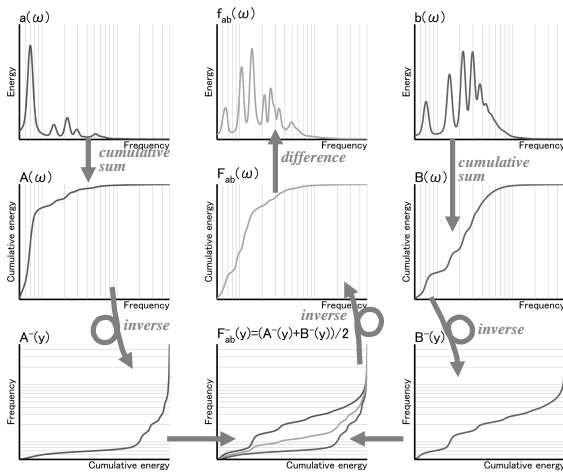 a(ω)
f_ab(ω)
b(ω)
Energy
Energy
Energy
Frequency
Frequency
Frequency
cumulative
sum
difference
cumulative
sum
A(ω)
F_ab(ω)
B(ω)
Cumulative energy
Cumulative energy
Cumulative energy
Frequency
Frequency
Frequency
inverse
inverse
inverse
A⁻(y)
F⁻_ab(y)=(A⁻(y)+B⁻(y))/2
B⁻(y)
Frequency
Frequency
Frequency
Cumulative energy
Cumulative energy
Cumulative energy